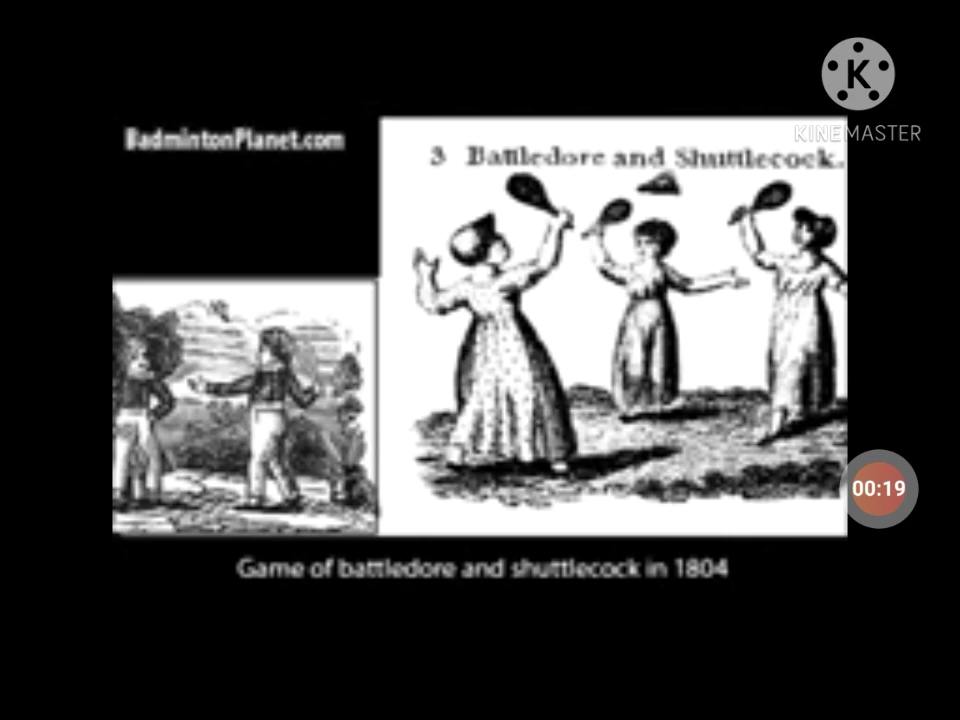 K
KINEMASTER
BadmintonPlanet.com
3 Battledore and Shuttlecock.
00:19
Game of battledore and shuttlecock in 1804